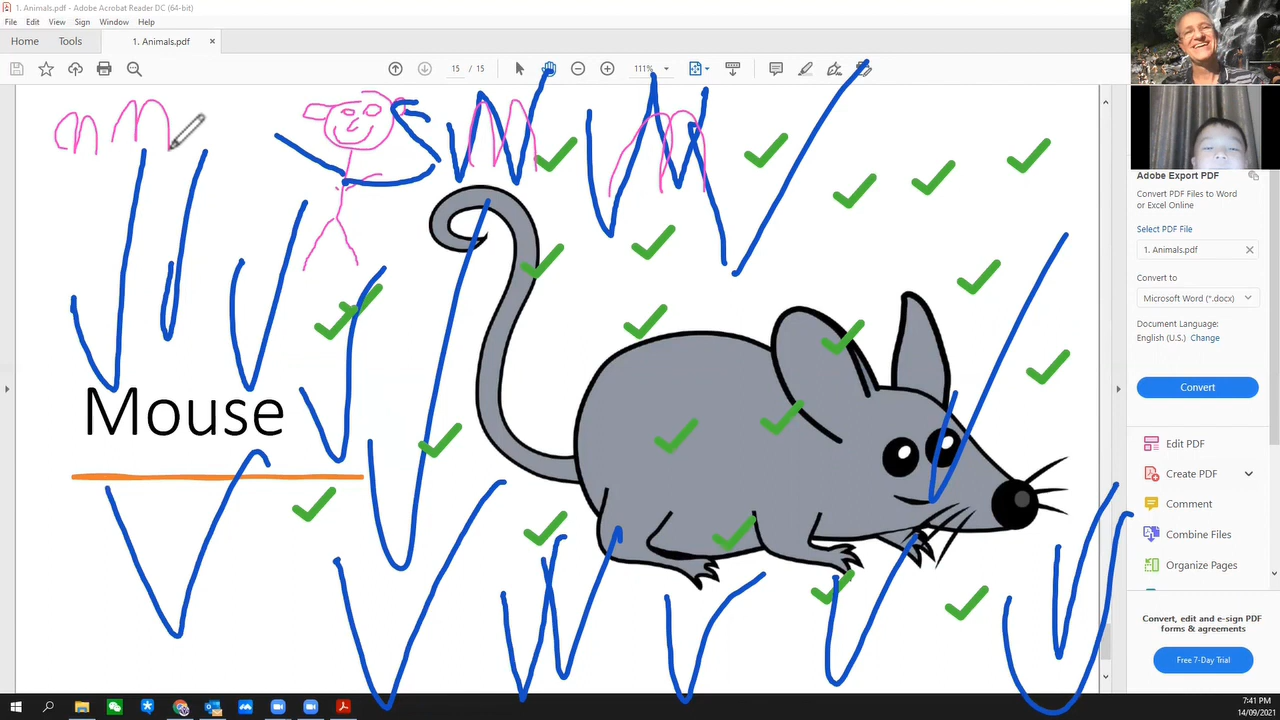 1. Animals.pdf - Adobe Acrobat Reader DC (64-bit)
File Edit View Sign Window Help
Home Tools 1. Animals.pdf ×
15 / 15 111%
m m m m
Mouse
Adobe Export PDF
Convert PDF Files to Word
or Excel Online
Select PDF File
1. Animals.pdf
Convert to
Microsoft Word (*.docx)
Document Language:
English (U.S.) Change
Convert
Edit PDF
Create PDF
Comment
Combine Files
Organize Pages
Convert, edit and e-sign PDF
forms & agreements
Free 7-Day Trial
7:41 PM
14/09/2021